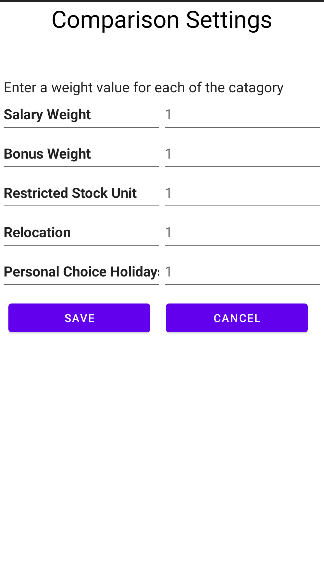 Comparison Settings
Enter a weight value for each of the catagory
Salary Weight 1
Bonus Weight 1
Restricted Stock Unit 1
Relocation 1
Personal Choice Holiday 1
SAVE CANCEL